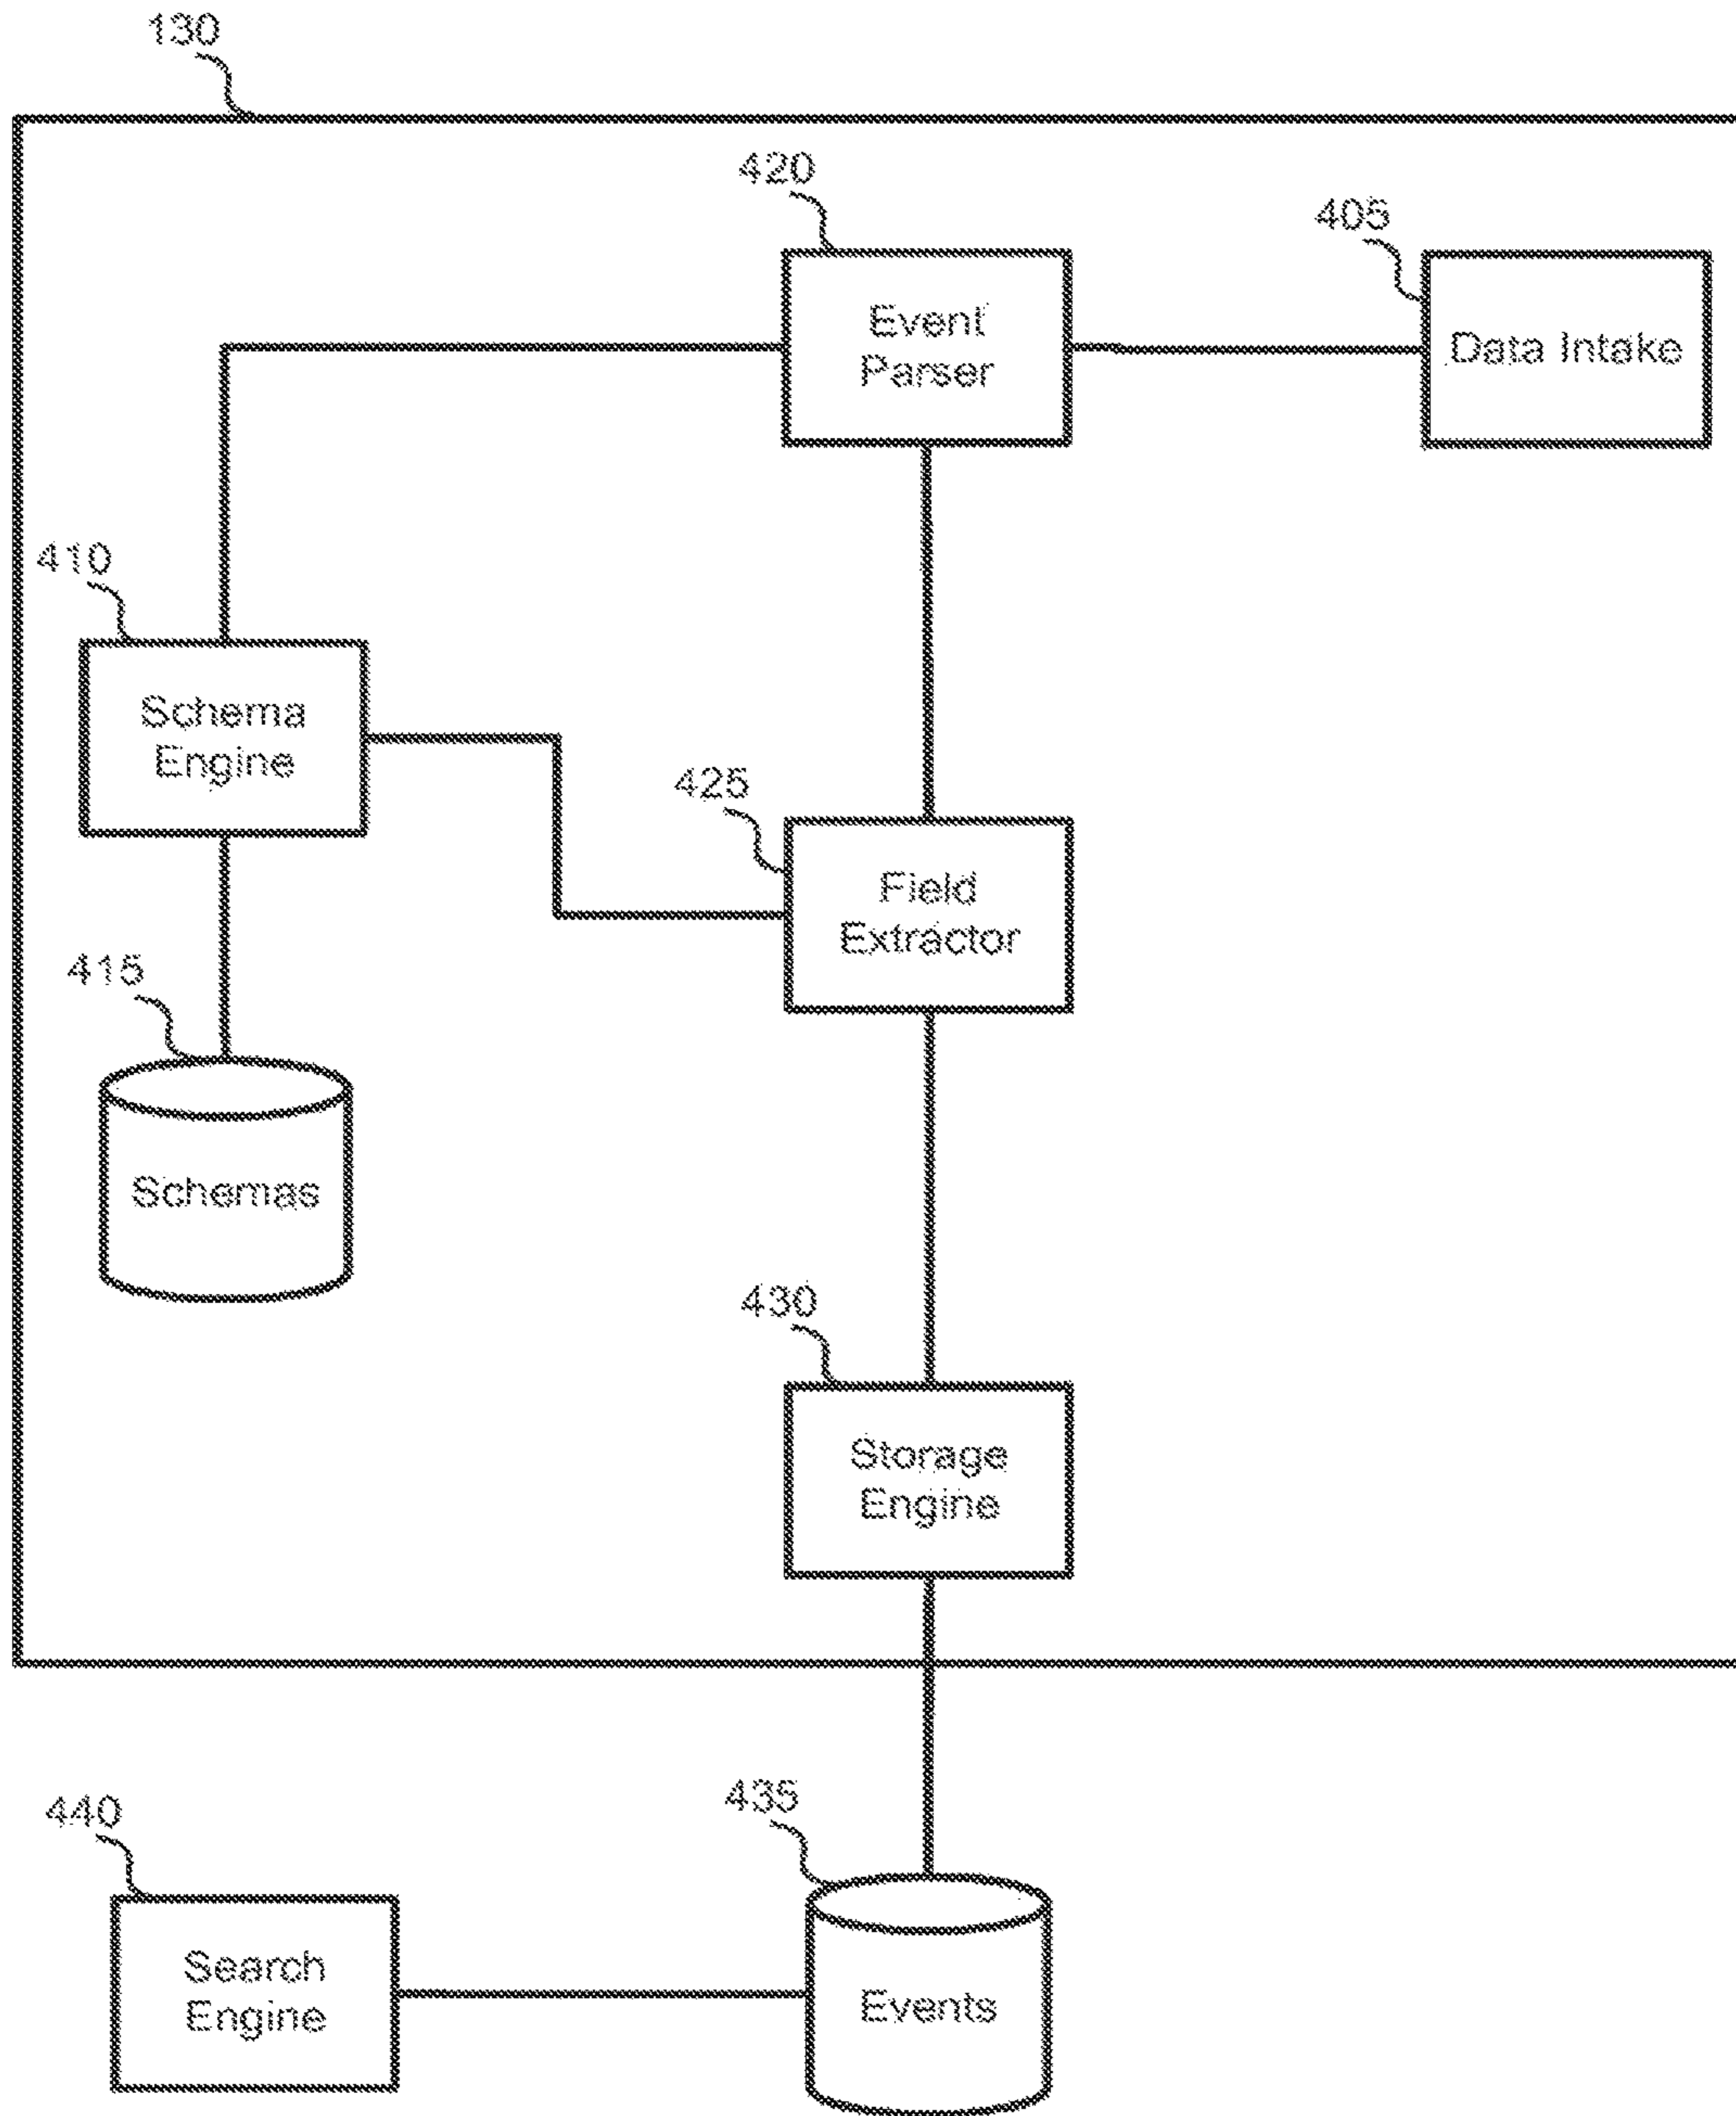 130
420
405
Event
Parser
Data Intake
410
Schema
Engine
425
Field
Extractor
415
Schemas
430
Storage
Engine
440
435
Search
Engine
Events